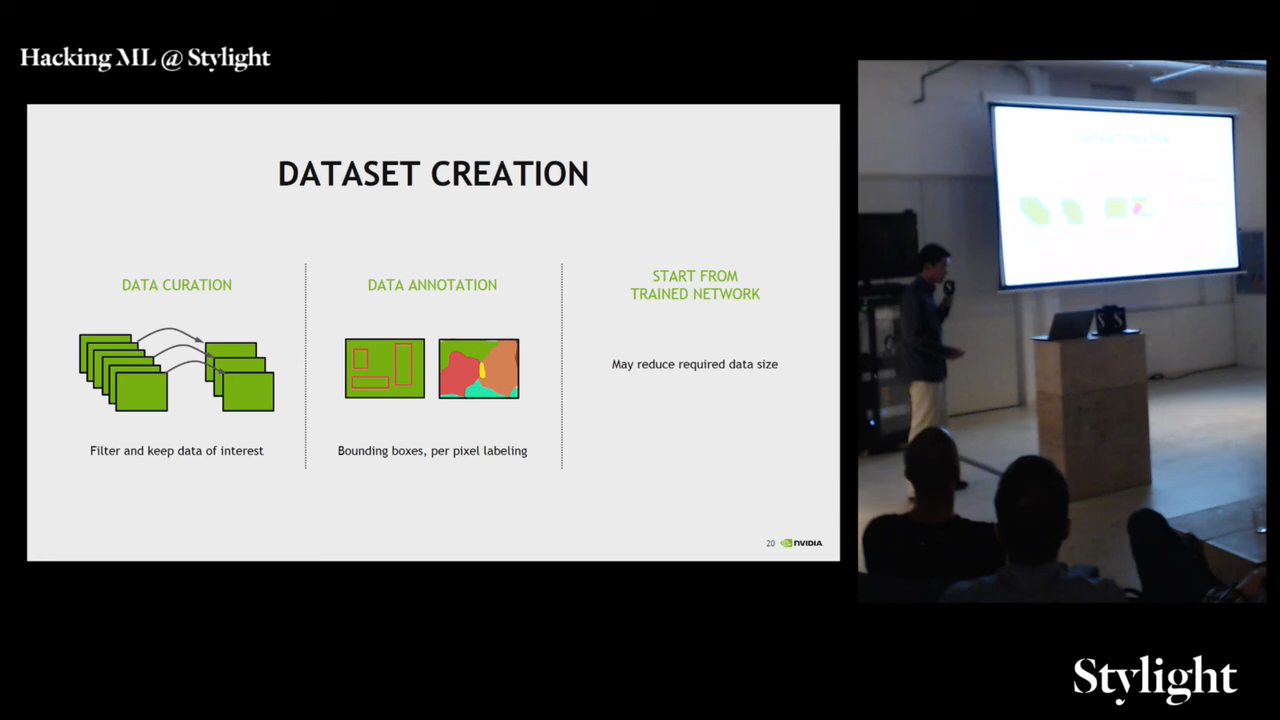 Hacking ML @ Stylight
DATASET CREATION
DATA CURATION
Filter and keep data of interest
DATA ANNOTATION
Bounding boxes, per pixel labeling
START FROM
TRAINED NETWORK
May reduce required data size
20 NVIDIA
Stylight